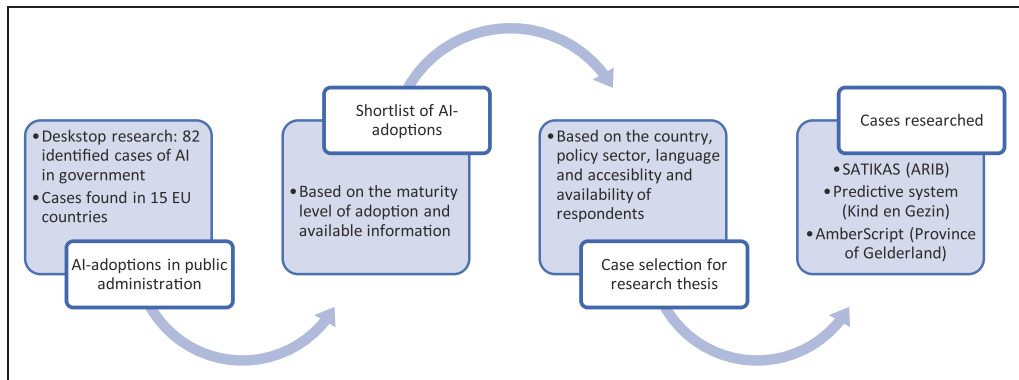 •Deskstop research: 82
identified cases of AI
in government
•Cases found in 15 EU
countries
AI-adoptions in public
administration
Shortlist of AI-
adoptions
•Based on the maturity
level of adoption and
available information
•Based on the country,
policy sector, language
and accesiblity and
availability of
respondents
Case selection for
research thesis
Cases researched
•SATIKAS (ARIB)
•Predictive system
(Kind en Gezin)
•AmberScript (Province
of Gelderland)